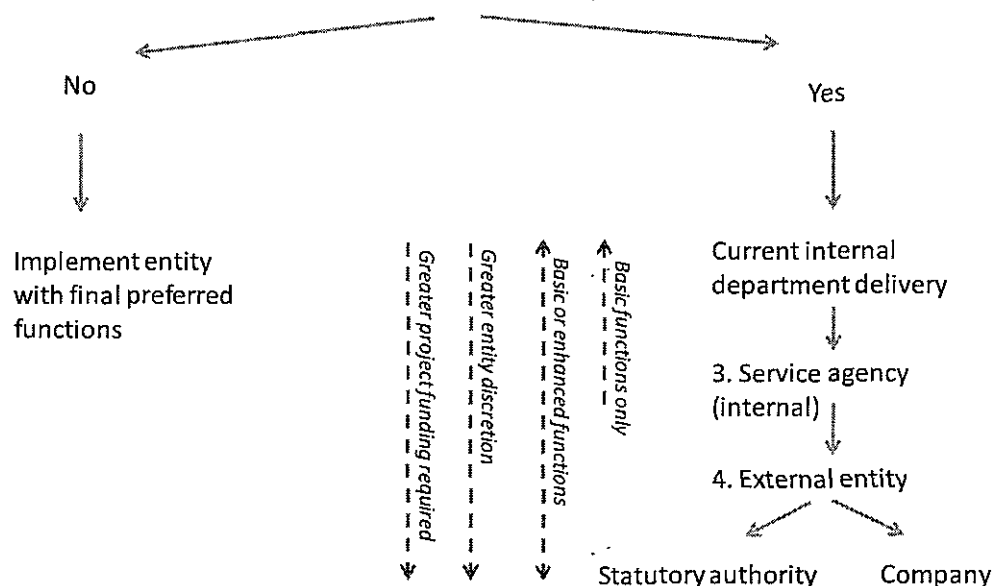 No
Yes
Implement entity
with final preferred
functions
Greater project funding required
Greater entity discretion
Basic or enhanced functions
Basic functions only
Current internal
department delivery
3. Service agency
(internal)
4. External entity
Statutory authority
Company